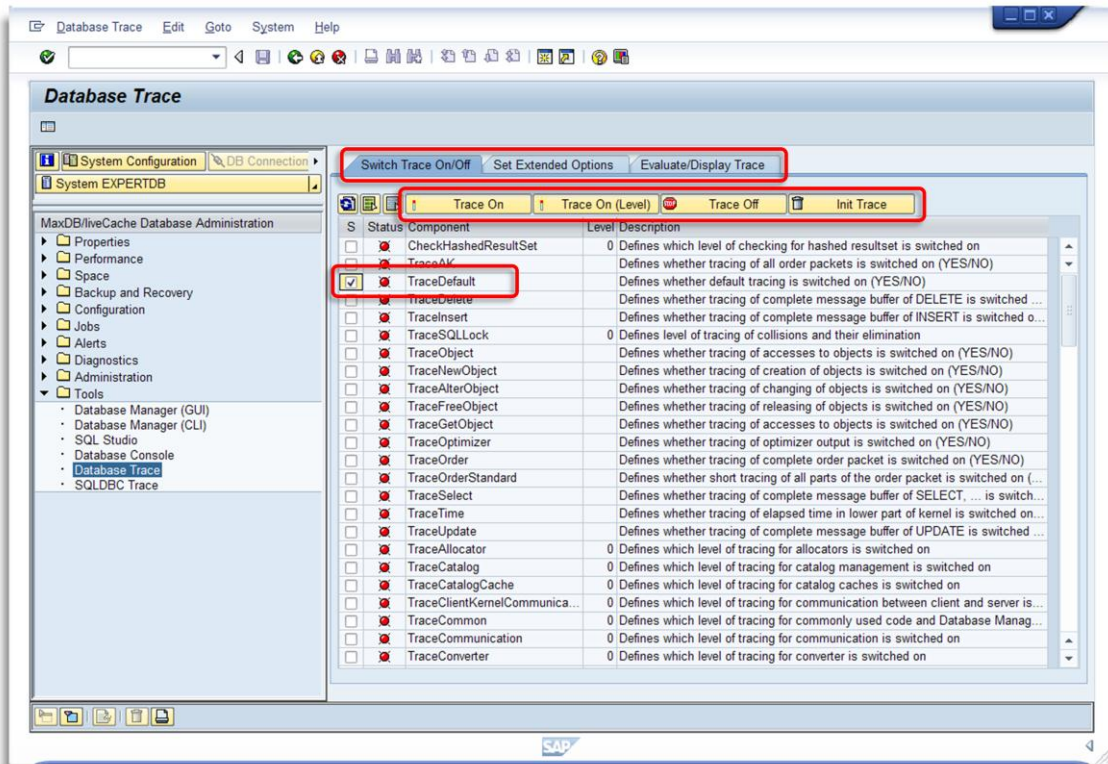 Database Trace Edit Goto System Help
Database Trace
System Configuration DB Connection
System EXPERTDB
MaxDB/liveCache Database Administration
Properties
Performance
Space
Backup and Recovery
Configuration
Jobs
Alerts
Diagnostics
Administration
Tools
Database Manager (GUI)
Database Manager (CLI)
SQL Studio
Database Console
Database Trace
SQLDBC Trace
Switch Trace On/Off Set Extended Options Evaluate/Display Trace
Trace On Trace On (Level) Trace Off Init Trace
S Status Component Level Description
CheckHashedResultSet 0 Defines which level of checking for hashed resultset is switched on
TraceAK Defines whether tracing of all order packets is switched on (YES/NO)
TraceDefault Defines whether default tracing is switched on (YES/NO)
TraceDelete Defines whether tracing of complete message buffer of DELETE is switched ...
TraceInsert Defines whether tracing of complete message buffer of INSERT is switched o...
TraceSQLLock 0 Defines level of tracing of collisions and their elimination
TraceObject Defines whether tracing of accesses to objects is switched on (YES/NO)
TraceNewObject Defines whether tracing of creation of objects is switched on (YES/NO)
TraceAlterObject Defines whether tracing of changing of objects is switched on (YES/NO)
TraceFreeObject Defines whether tracing of releasing of objects is switched on (YES/NO)
TraceGetObject Defines whether tracing of accesses to objects is switched on (YES/NO)
TraceOptimizer Defines whether tracing of optimizer output is switched on (YES/NO)
TraceOrder Defines whether tracing of complete order packet is switched on (YES/NO)
TraceOrderStandard Defines whether short tracing of all parts of the order packet is switched on (...
TraceSelect Defines whether tracing of complete message buffer of SELECT, ... is switch...
TraceTime Defines whether tracing of elapsed time in lower part of kernel is switched on...
TraceUpdate Defines whether tracing of complete message buffer of UPDATE is switched ...
TraceAllocator 0 Defines which level of tracing for allocators is switched on
TraceCatalog 0 Defines which level of tracing for catalog management is switched on
TraceCatalogCache 0 Defines which level of tracing for catalog caches is switched on
TraceClientKernelCommunica... 0 Defines which level of tracing for communication between client and server is...
TraceCommon 0 Defines which level of tracing for commonly used code and Database Manag...
TraceCommunication 0 Defines which level of tracing for communication is switched on
TraceConverter 0 Defines which level of tracing for converter is switched on
SAP